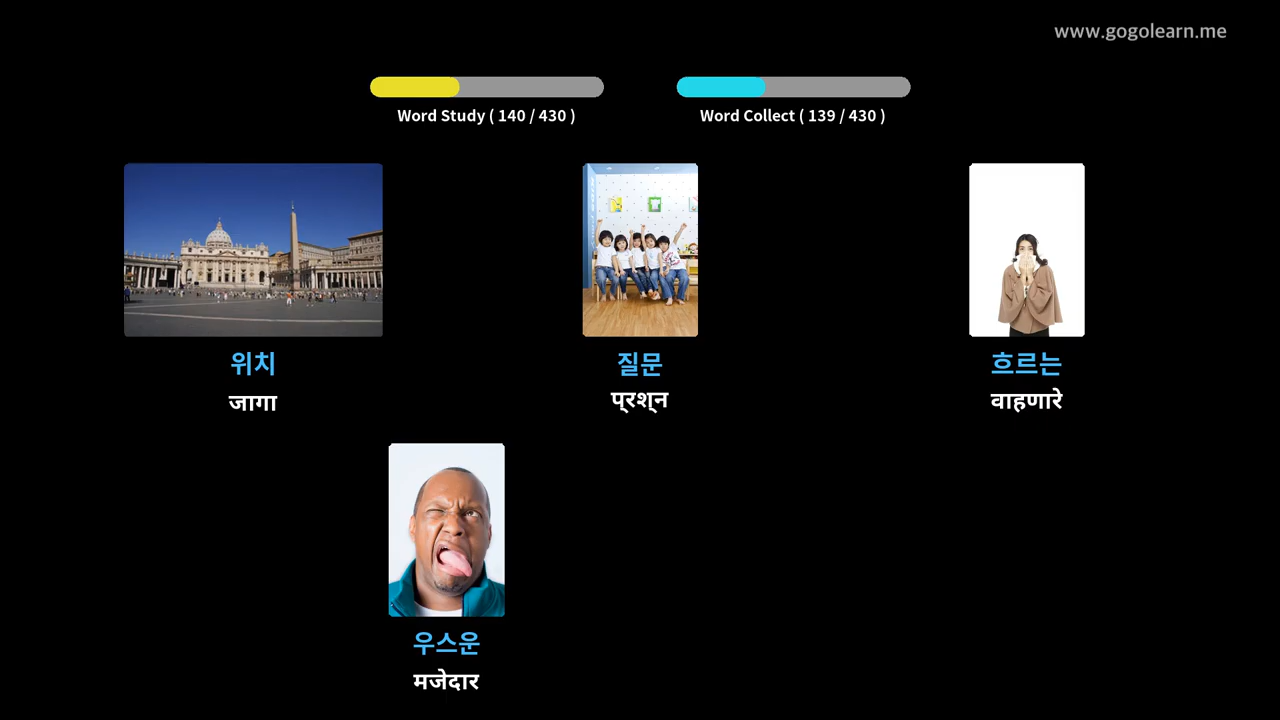 www.gogolearn.me
Word Study ( 140 / 430 )
Word Collect ( 139 / 430 )
위치
जागा
질문
प्रश्न
흐르는
वाहणारे
우스운
मजेदार